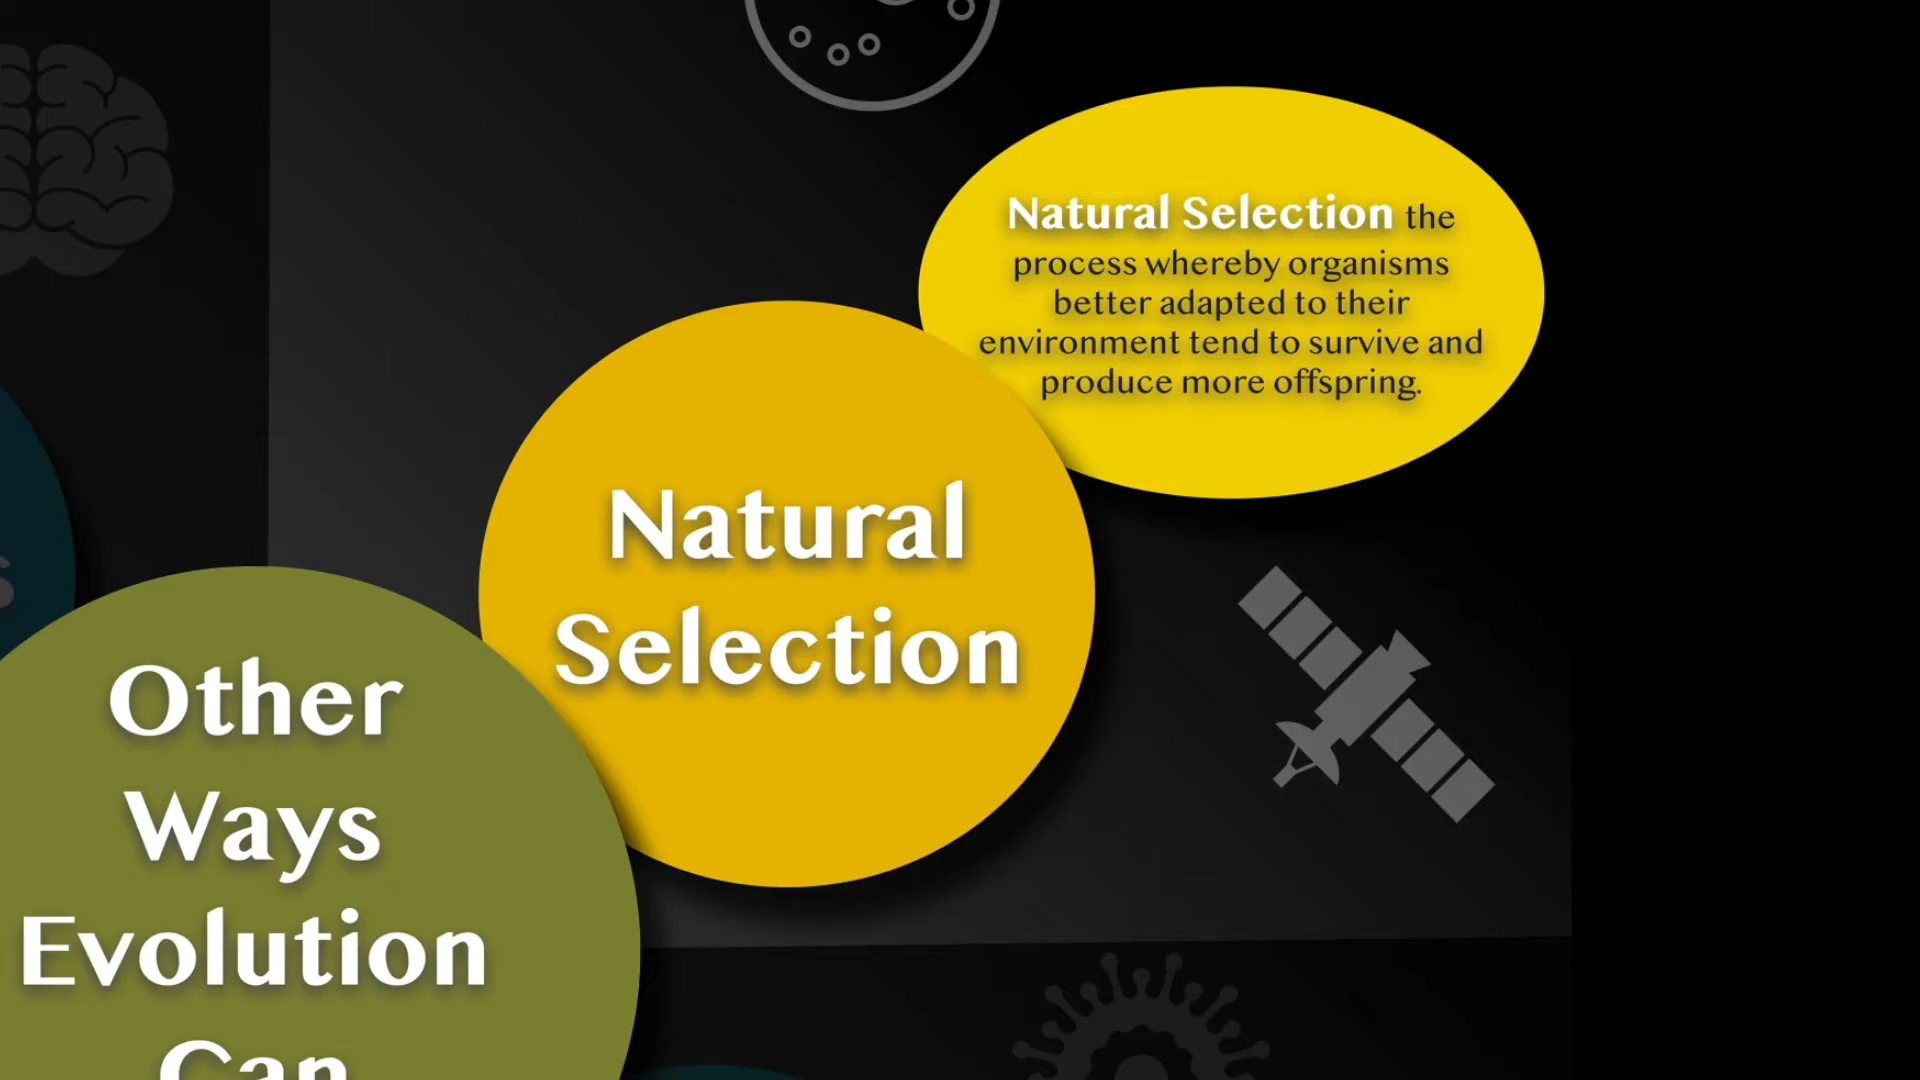 Natural Selection the
process whereby organisms
better adapted to their
environment tend to survive and
produce more offspring.
Natural
Selection
Other
Ways
Evolution
Can